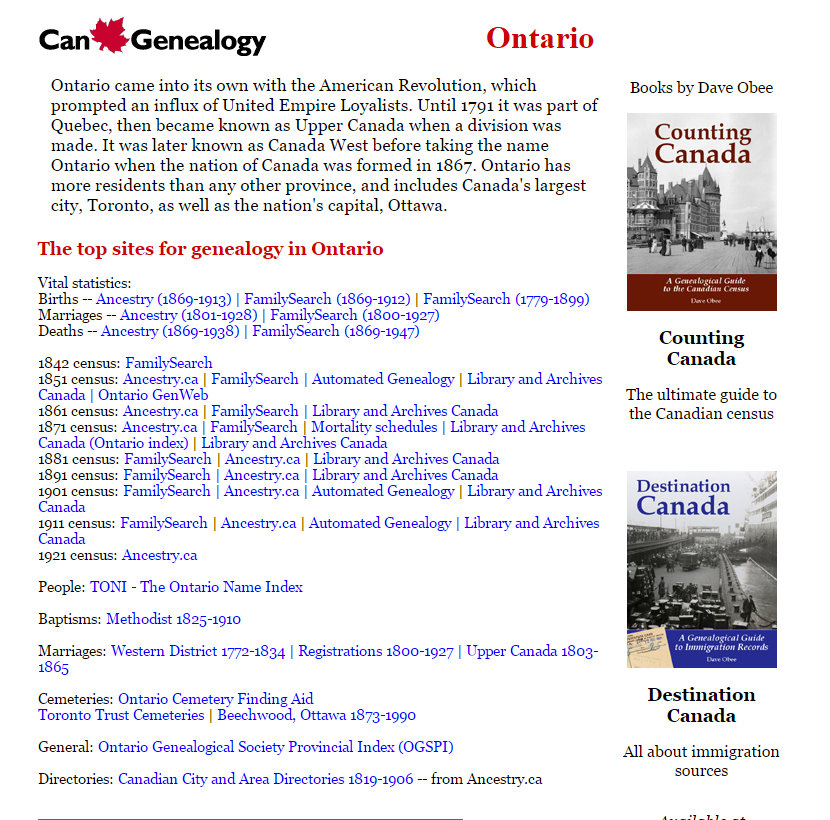 Can Genealogy
Ontario
Ontario came into its own with the American Revolution, which
prompted an influx of United Empire Loyalists. Until 1791 it was part of
Quebec, then became known as Upper Canada when a division was
made. It was later known as Canada West before taking the name
Ontario when the nation of Canada was formed in 1867. Ontario has
more residents than any other province, and includes Canada's largest
city, Toronto, as well as the nation's capital, Ottawa.
The top sites for genealogy in Ontario
Vital statistics:
Births -- Ancestry (1869-1913) | FamilySearch (1869-1912) | FamilySearch (1779-1899)
Marriages -- Ancestry (1801-1928) | FamilySearch (1800-1927)
Deaths -- Ancestry (1869-1938) | FamilySearch (1869-1947)
1842 census: FamilySearch
1851 census: Ancestry.ca | FamilySearch | Automated Genealogy | Library and Archives
Canada | Ontario GenWeb
1861 census: Ancestry.ca | FamilySearch | Library and Archives Canada
1871 census: Ancestry.ca | FamilySearch | Mortality schedules | Library and Archives
Canada (Ontario index) | Library and Archives Canada
1881 census: FamilySearch | Ancestry.ca | Library and Archives Canada
1891 census: FamilySearch | Ancestry.ca | Library and Archives Canada
1901 census: FamilySearch | Ancestry.ca | Automated Genealogy | Library and Archives
Canada
1911 census: FamilySearch | Ancestry.ca | Automated Genealogy | Library and Archives
Canada
1921 census: Ancestry.ca
People: TONI - The Ontario Name Index
Baptisms: Methodist 1825-1910
Marriages: Western District 1772-1834 | Registrations 1800-1927 | Upper Canada 1803-
1865
Cemeteries: Ontario Cemetery Finding Aid
Toronto Trust Cemeteries | Beechwood, Ottawa 1873-1990
General: Ontario Genealogical Society Provincial Index (OGSPI)
Directories: Canadian City and Area Directories 1819-1906 -- from Ancestry.ca
Books by Dave Obee
Counting
Canada
A Genealogical Guide
to the Canadian Census
Dave Obee
Counting
Canada
The ultimate guide to
the Canadian census
Destination
Canada
A Genealogical Guide
to Immigration Records
Dave Obee
Destination
Canada
All about immigration
sources
Available at